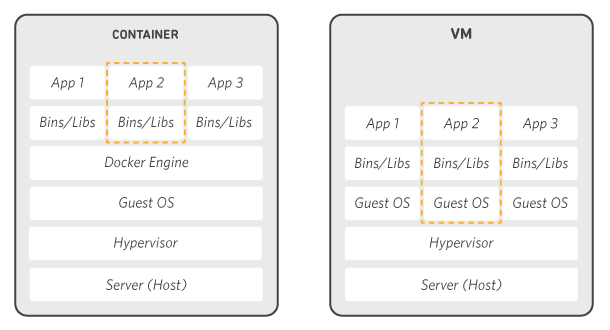 CONTAINER
App 1 App 2 App 3
Bins/Libs Bins/Libs Bins/Libs
Docker Engine
Guest OS
Hypervisor
Server (Host)
VM
App 1 App 2 App 3
Bins/Libs Bins/Libs Bins/Libs
Guest OS Guest OS Guest OS
Hypervisor
Server (Host)